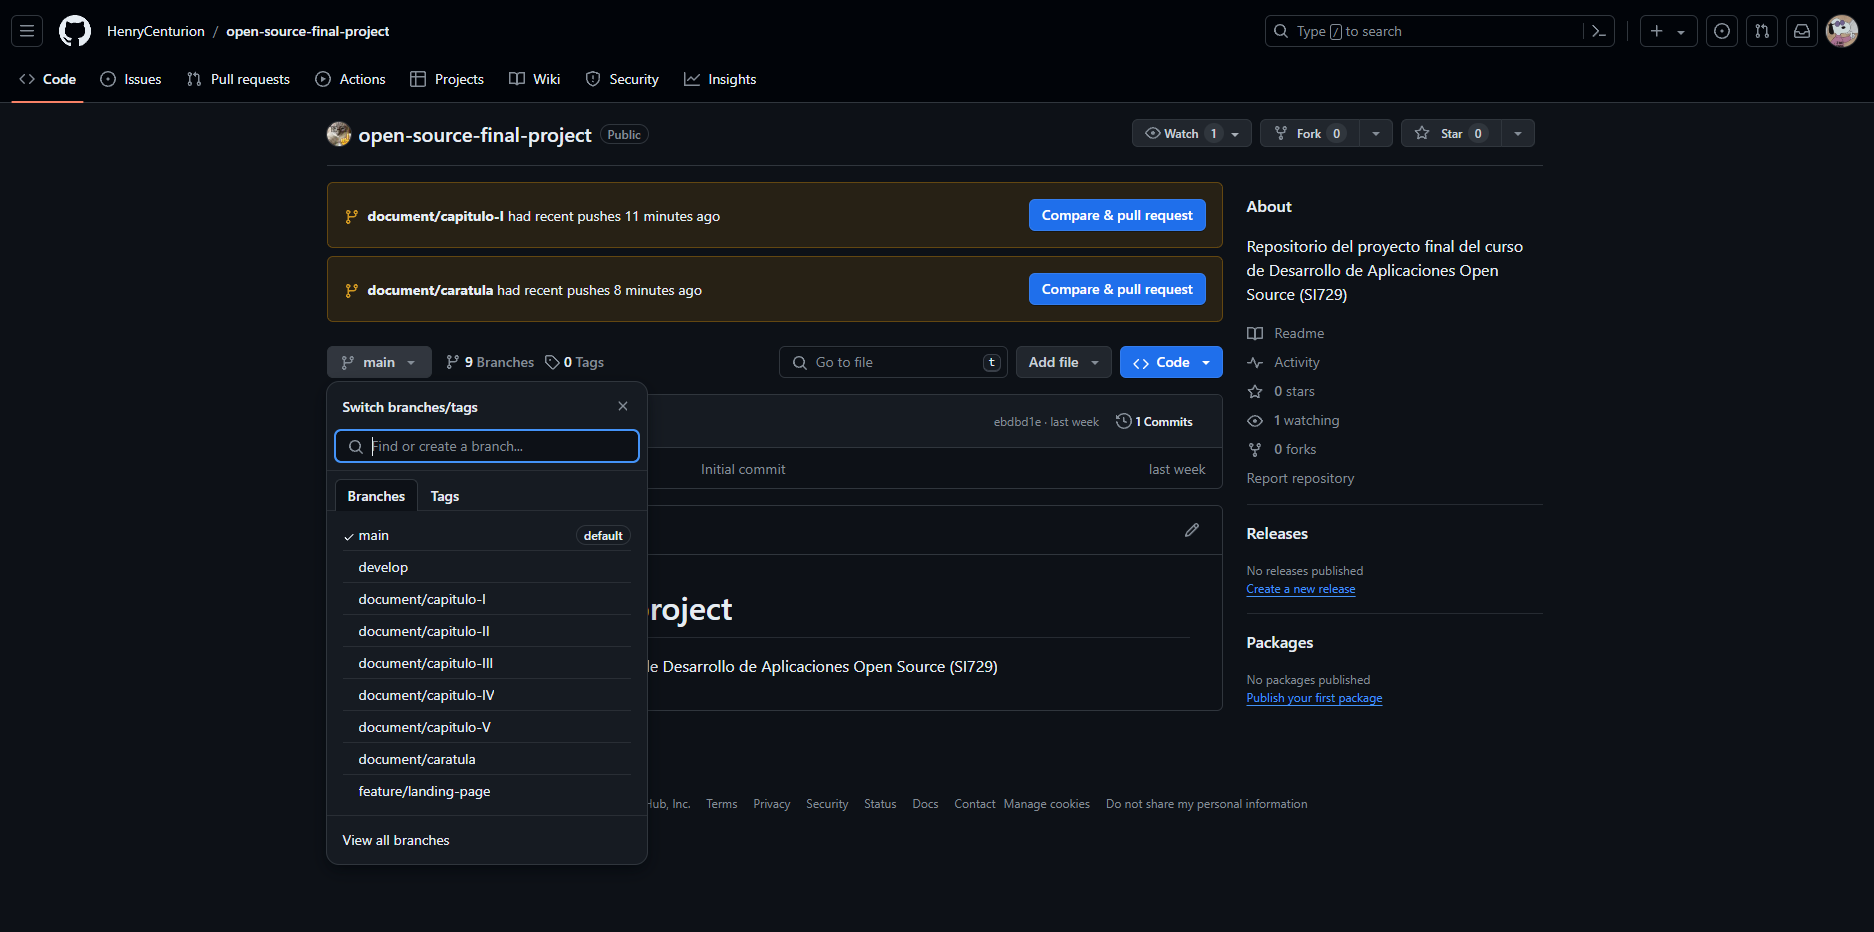 HenryCenturion / open-source-final-project
Type / to search
Code
Issues
Pull requests
Actions
Projects
Wiki
Security
Insights
open-source-final-project Public
Watch 1
Fork 0
Star 0
document/capitulo-I had recent pushes 11 minutes ago
Compare & pull request
document/caratula had recent pushes 8 minutes ago
Compare & pull request
main
9 Branches
0 Tags
Go to file
t
Add file
Code
Switch branches/tags
Find or create a branch...
Branches
Tags
main default
develop
document/capitulo-I
document/capitulo-II
document/capitulo-III
document/capitulo-IV
document/capitulo-V
document/caratula
feature/landing-page
View all branches
ebdbd1e · last week
1 Commits
Initial commit
last week
project
de Desarrollo de Aplicaciones Open Source (SI729)
About
Repositorio del proyecto final del curso
de Desarrollo de Aplicaciones Open
Source (SI729)
Readme
Activity
0 stars
1 watching
0 forks
Report repository
Releases
No releases published
Create a new release
Packages
No packages published
Publish your first package
Hub, Inc.
Terms
Privacy
Security
Status
Docs
Contact
Manage cookies
Do not share my personal information